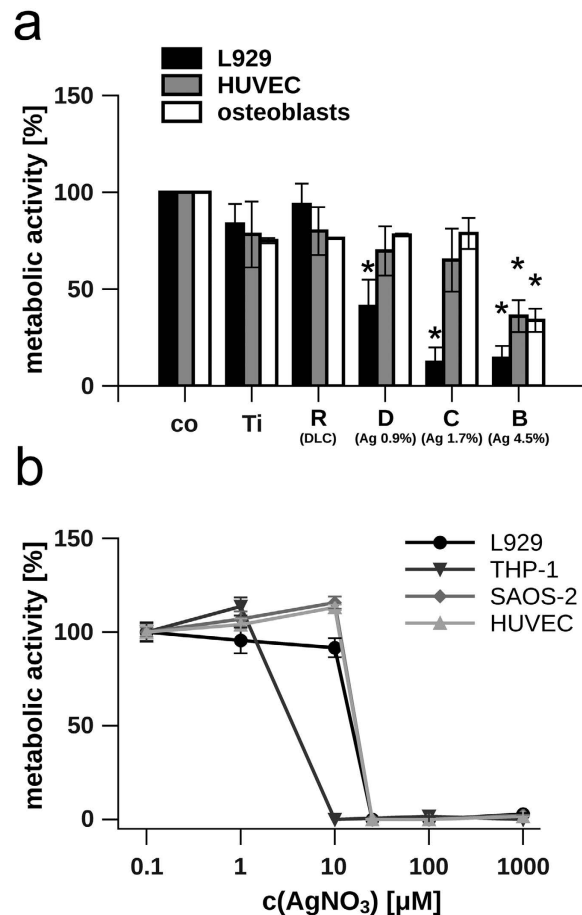 a
L929
HUVEC
osteoblasts
metabolic activity [%]
150
100
50
0
* * * * *
co Ti R D C B
(DLC) (Ag 0.9%) (Ag 1.7%) (Ag 4.5%)
b
L929
THP-1
SAOS-2
HUVEC
metabolic activity [%]
150
100
50
0
0.1 1 10 100 1000
c(AgNO₃) [µM]